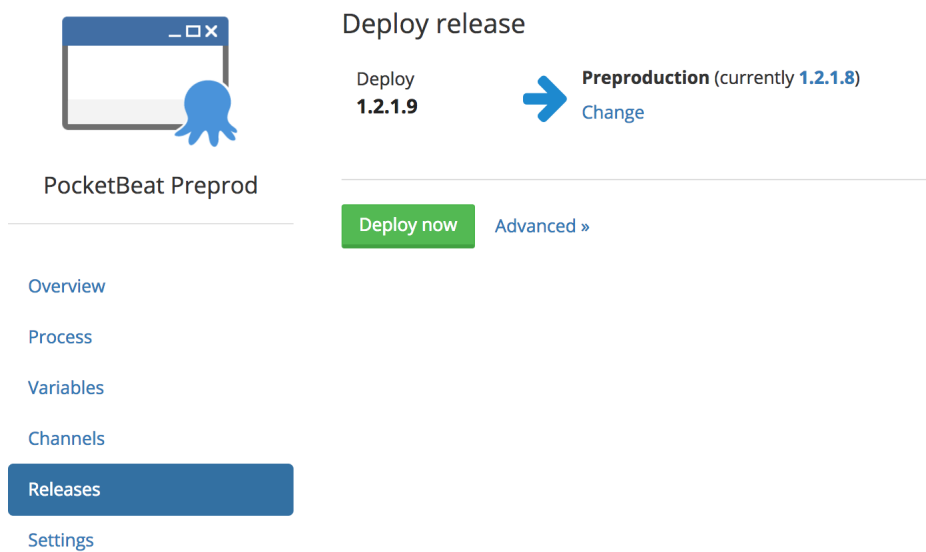 PocketBeat Preprod
Overview
Process
Variables
Channels
Releases
Settings
Deploy release
Deploy
1.2.1.9
Preproduction (currently 1.2.1.8)
Change
Deploy now
Advanced »